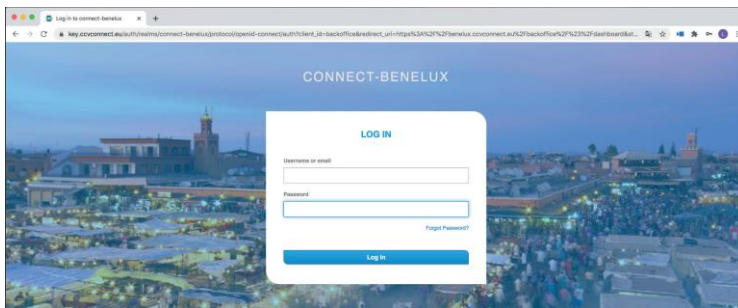 Log in to connect-benelux
key.ccvconnect.eu/auth/realms/connect-benelux/protocol/openid-connect/auth?client_id=backoffice&redirect_uri=https%3A%2F%2Fbenelux.ccvconnect.eu%2Fbackoffice%2F%23%2Fdashboard&st...
CONNECT-BENELUX
LOG IN
Username or email
Password
Forgot Password?
Log In